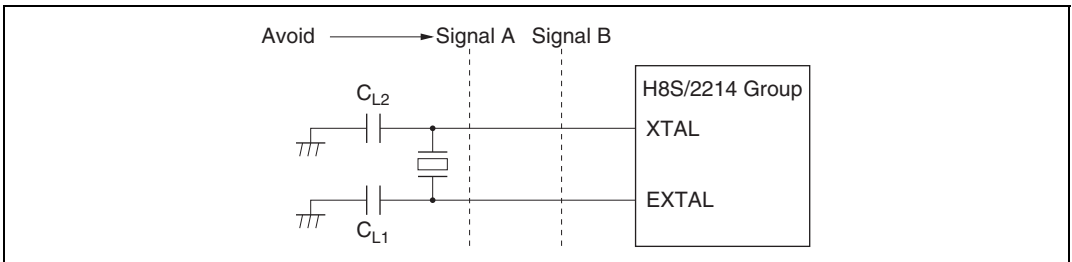 Avoid Signal A Signal B
H8S/2214 Group
CL2
XTAL
EXTAL
CL1